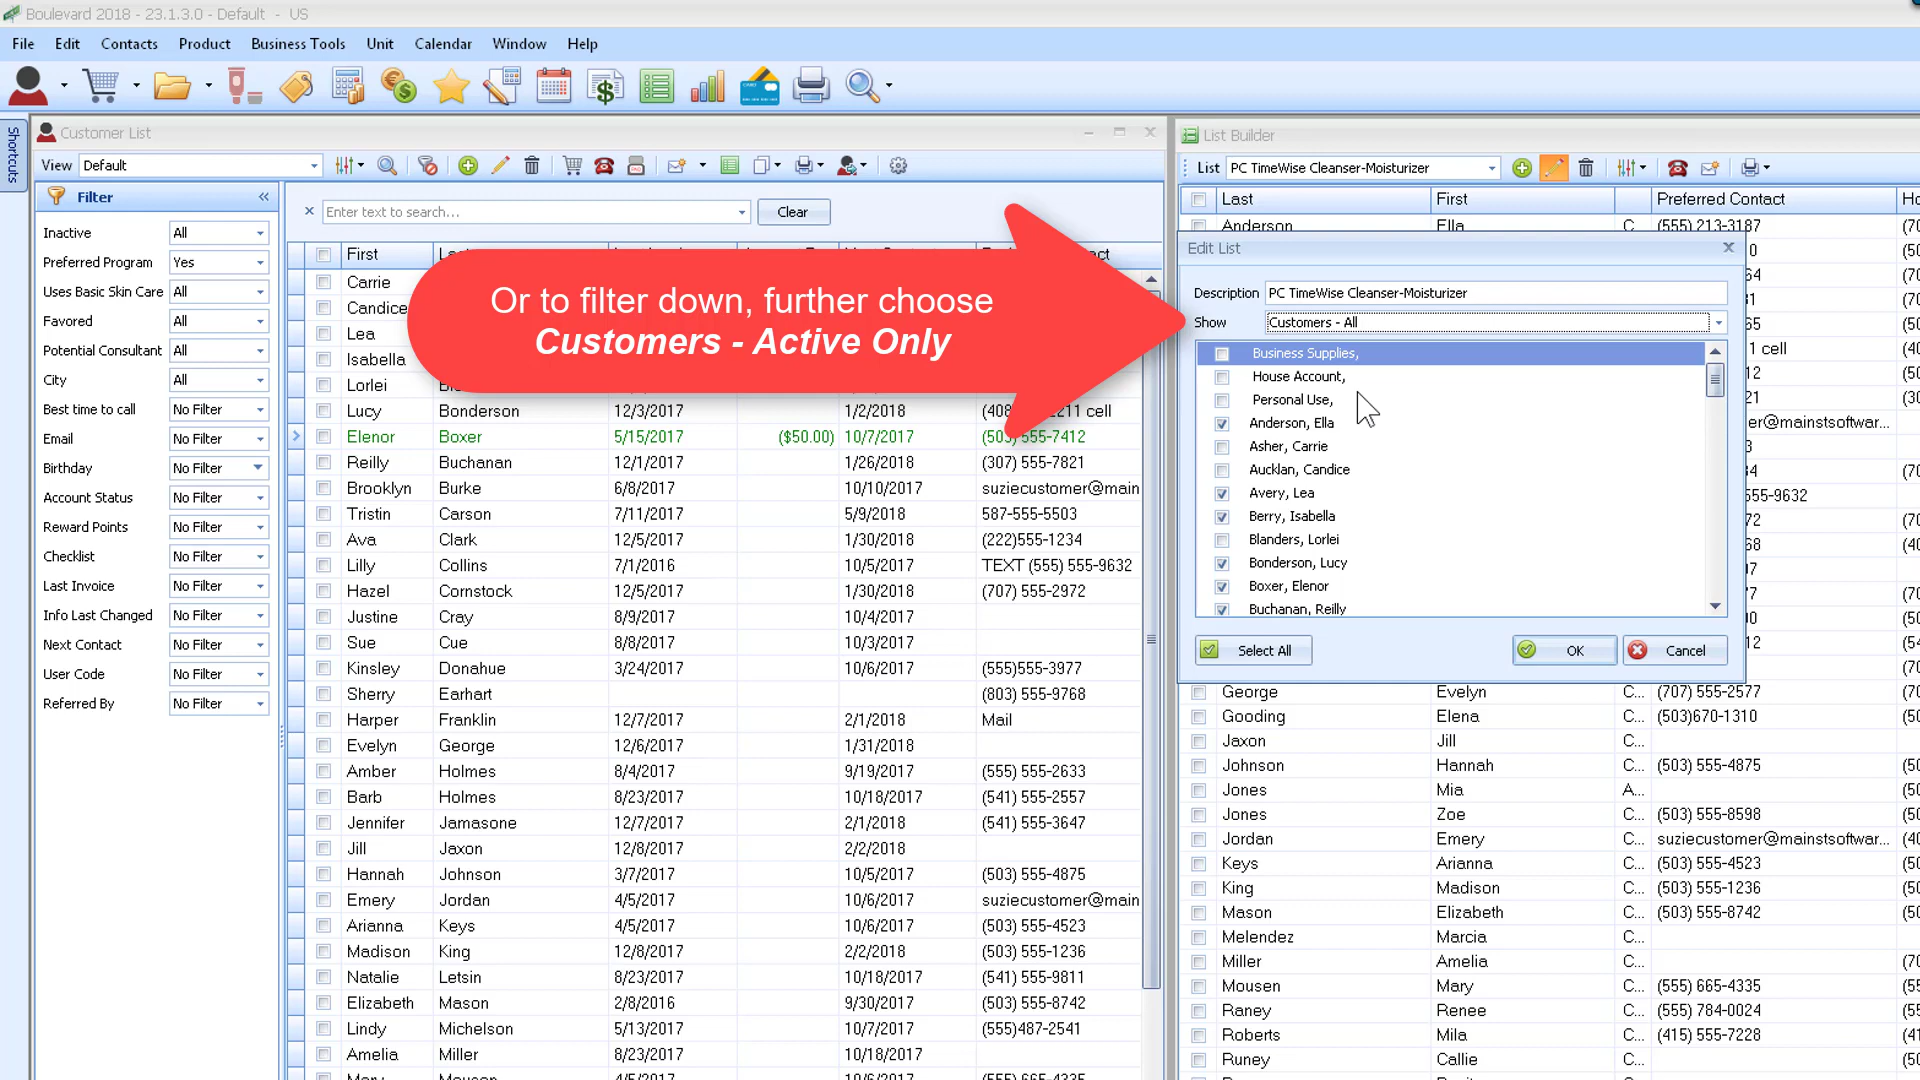 Boulevard 2018 - 23.1.3.0 - Default - US
File Edit Contacts Product Business Tools Unit Calendar Window Help
Shortcuts
Customer List
View Default
Filter
Inactive All
Preferred Program Yes
Uses Basic Skin Care All
Favored All
Potential Consultant All
City All
Best time to call No Filter
Email No Filter
Birthday No Filter
Account Status No Filter
Reward Points No Filter
Checklist No Filter
Last Invoice No Filter
Info Last Changed No Filter
Next Contact No Filter
User Code No Filter
Referred By No Filter
Enter text to search... Clear
First
Carrie
Candice
Lea
Isabella
Lorlei
Lucy Bonderson 12/3/2017 1/2/2018 cell
Elenor Boxer 5/15/2017 ($50.00) 10/7/2017 (503) 555-7412
Reilly Buchanan 12/1/2017 1/26/2018 (307) 555-7821
Brooklyn Burke 6/8/2017 10/10/2017 suziecustomer@main
Tristin Carson 7/11/2017 5/9/2018 587-555-5503
Ava Clark 12/5/2017 1/30/2018 (222)555-1234
Lilly Collins 7/1/2016 10/5/2017 TEXT (555) 555-9632
Hazel Cornstock 12/5/2017 1/30/2018 (707) 555-2972
Justine Cray 8/9/2017 10/4/2017
Sue Cue 8/8/2017 10/3/2017
Kinsley Donahue 3/24/2017 10/6/2017 (555)555-3977
Sherry Earhart (803) 555-9768
Harper Franklin 12/7/2017 2/1/2018 Mail
Evelyn George 12/6/2017 1/31/2018
Amber Holmes 8/4/2017 9/19/2017 (555) 555-2633
Barb Holmes 8/23/2017 10/18/2017 (541) 555-2557
Jennifer Jamasone 12/7/2017 2/1/2018 (541) 555-3647
Jill Jaxon 12/8/2017 2/2/2018
Hannah Johnson 3/7/2017 10/5/2017 (503) 555-4875
Emery Jordan 4/5/2017 10/6/2017 suziecustomer@main
Arianna Keys 4/5/2017 10/6/2017 (503) 555-4523
Madison King 12/8/2017 2/2/2018 (503) 555-1236
Natalie Letsin 8/23/2017 10/18/2017 (541) 555-9811
Elizabeth Mason 2/8/2016 9/30/2017 (503) 555-8742
Lindy Michelson 5/13/2017 10/7/2017 (555)487-2541
Amelia Miller 8/23/2017 10/18/2017
Or to filter down, further choose
Customers - Active Only
List Builder
List PC TimeWise Cleanser-Moisturizer
Last First Preferred Contact
Anderson Ella C (555) 213-3187
Edit List
Description PC TimeWise Cleanser-Moisturizer
Show Customers - All
Business Supplies,
House Account,
Personal Use,
Anderson, Ella
Asher, Carrie
Aucklan, Candice
Avery, Lea
Berry, Isabella
Blanders, Lorlei
Bonderson, Lucy
Boxer, Elenor
Buchanan, Reilly
Select All OK Cancel
George Evelyn C... (707) 555-2577
Gooding Elena C... (503)670-1310
Jaxon Jill C...
Johnson Hannah C... (503) 555-4875
Jones Mia A...
Jones Zoe C... (503) 555-8598
Jordan Emery C... suziecustomer@mainstsoftwar...
Keys Arianna C... (503) 555-4523
King Madison C... (503) 555-1236
Mason Elizabeth C... (503) 555-8742
Melendez Marcia C...
Miller Amelia C...
Mousen Mary C... (555) 665-4335
Raney Renee C... (555) 784-0024
Roberts Mila C... (415) 555-7228
Runey Callie C...